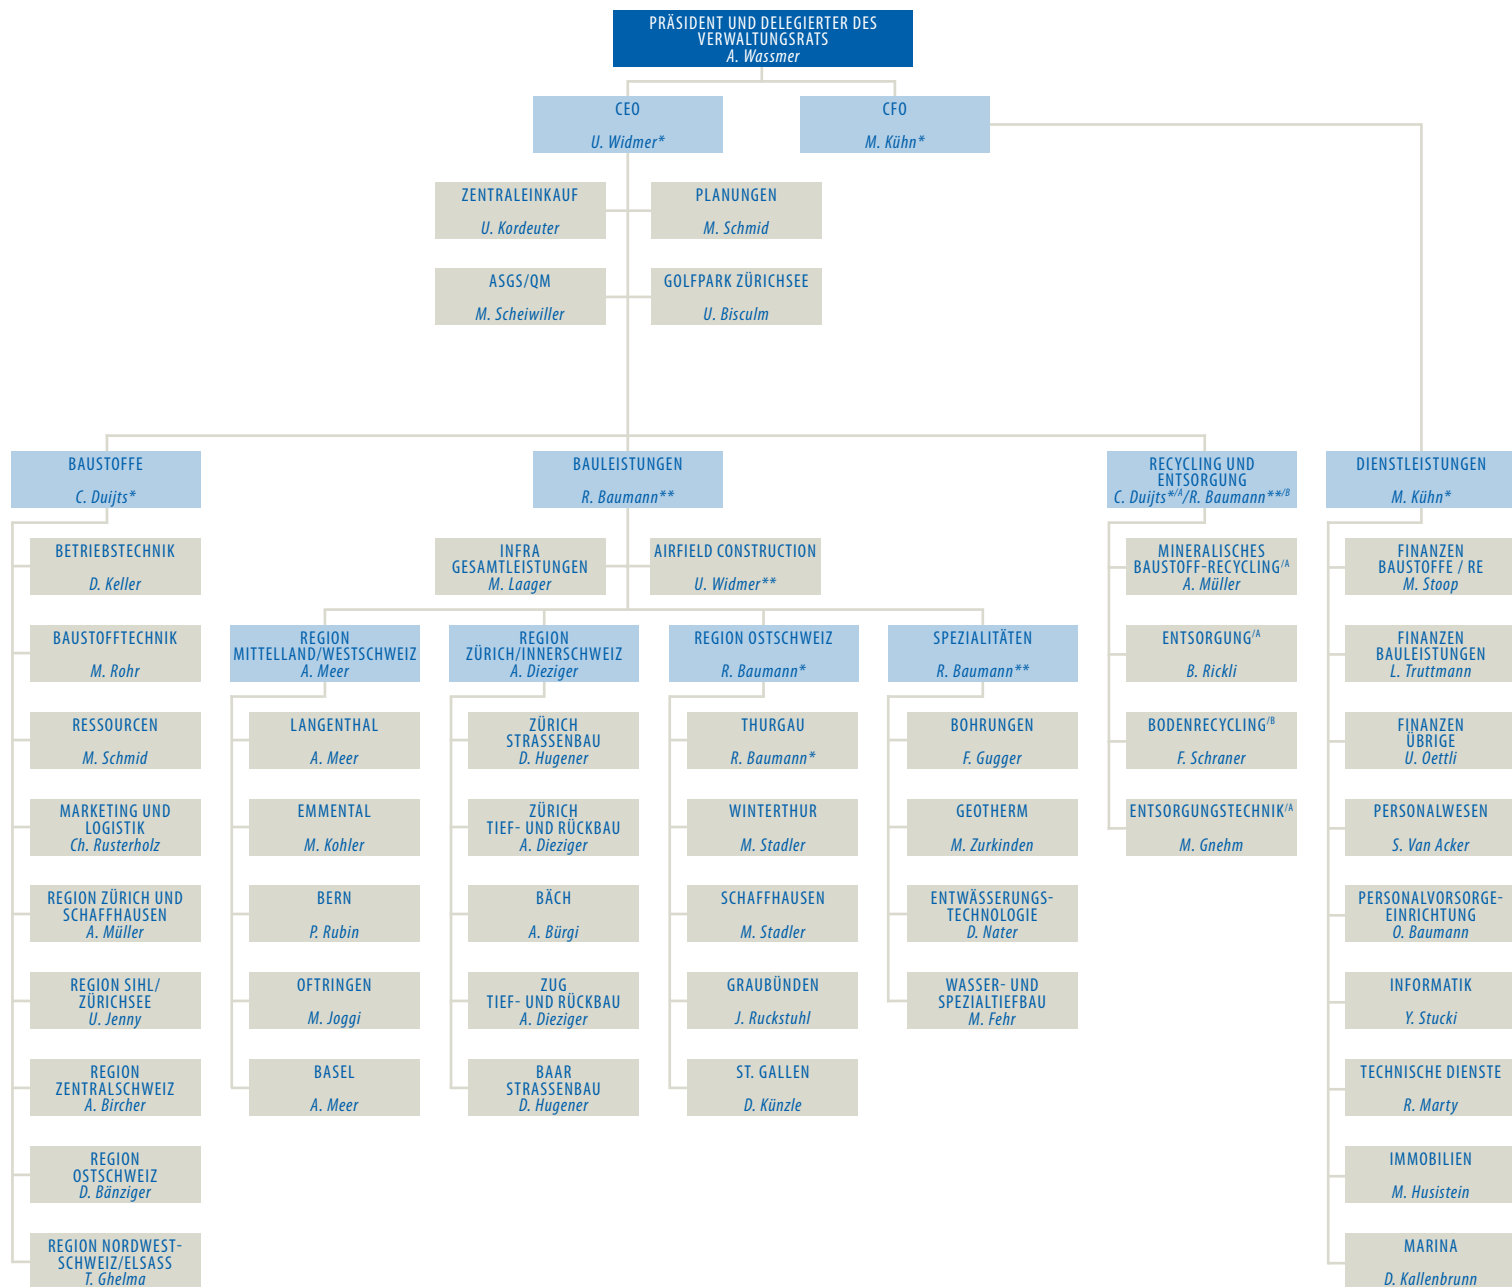 PRÄSIDENT UND DELEGIERTER DES
VERWALTUNGSRATS
A. Wassmer
CEO
U. Widmer*
CFO
M. Kühn*
ZENTRALEINKAUF
U. Kordeuter
PLANUNGEN
M. Schmid
ASGS/QM
M. Scheiwiller
GOLFPARK ZÜRICHSEE
U. Bisculm
BAUSTOFFE
C. Duijts*
BETRIEBSTECHNIK
D. Keller
BAUSTOFFTECHNIK
M. Rohr
RESSOURCEN
M. Schmid
MARKETING UND
LOGISTIK
Ch. Rusterholz
REGION ZÜRICH UND
SCHAFFHAUSEN
A. Müller
REGION SIHL/
ZÜRICHSEE
U. Jenny
REGION
ZENTRALSCHWEIZ
A. Bircher
REGION
OSTSCHWEIZ
D. Bänziger
REGION NORDWEST-
SCHWEIZ/ELSASS
T. Ghelma
BAULEISTUNGEN
R. Baumann**
INFRA
GESAMTLEISTUNGEN
M. Laager
AIRFIELD CONSTRUCTION
U. Widmer**
REGION
MITTELLAND/WESTSCHWEIZ
A. Meer
LANGENTHAL
A. Meer
EMMENTAL
M. Kohler
BERN
P. Rubin
OFTRINGEN
M. Joggi
BASEL
A. Meer
REGION
ZÜRICH/INNERSCHWEIZ
A. Dieziger
ZÜRICH
STRASSENBAU
D. Hugener
ZÜRICH
TIEF- UND RÜCKBAU
A. Dieziger
BÄCH
A. Bürgi
ZUG
TIEF- UND RÜCKBAU
A. Dieziger
BAAR
STRASSENBAU
D. Hugener
REGION OSTSCHWEIZ
R. Baumann*
THURGAU
R. Baumann*
WINTERTHUR
M. Stadler
SCHAFFHAUSEN
M. Stadler
GRAUBÜNDEN
J. Ruckstuhl
ST. GALLEN
D. Künzle
SPEZIALITÄTEN
R. Baumann**
BOHRUNGEN
F. Gugger
GEOTHERM
M. Zurkinden
ENTWÄSSERUNGS-
TECHNOLOGIE
D. Nater
WASSER- UND
SPEZIALTIEFBAU
M. Fehr
RECYCLING UND
ENTSORGUNG
C. Duijts*/A/R. Baumann**/B
MINERALISCHES
BAUSTOFF-RECYCLING/A
A. Müller
ENTSORGUNG/A
B. Rickli
BODENRECYCLING/B
F. Schraner
ENTSORGUNGSTECHNIK/A
M. Gnehm
DIENSTLEISTUNGEN
M. Kühn*
FINANZEN
BAUSTOFFE / RE
M. Stoop
FINANZEN
BAULEISTUNGEN
L. Truttmann
FINANZEN
ÜBRIGE
U. Oettli
PERSONALWESEN
S. Van Acker
PERSONALVORSORGE-
EINRICHTUNG
O. Baumann
INFORMATIK
Y. Stucki
TECHNISCHE DIENSTE
R. Marty
IMMOBILIEN
M. Husistein
MARINA
D. Kallenbrunn